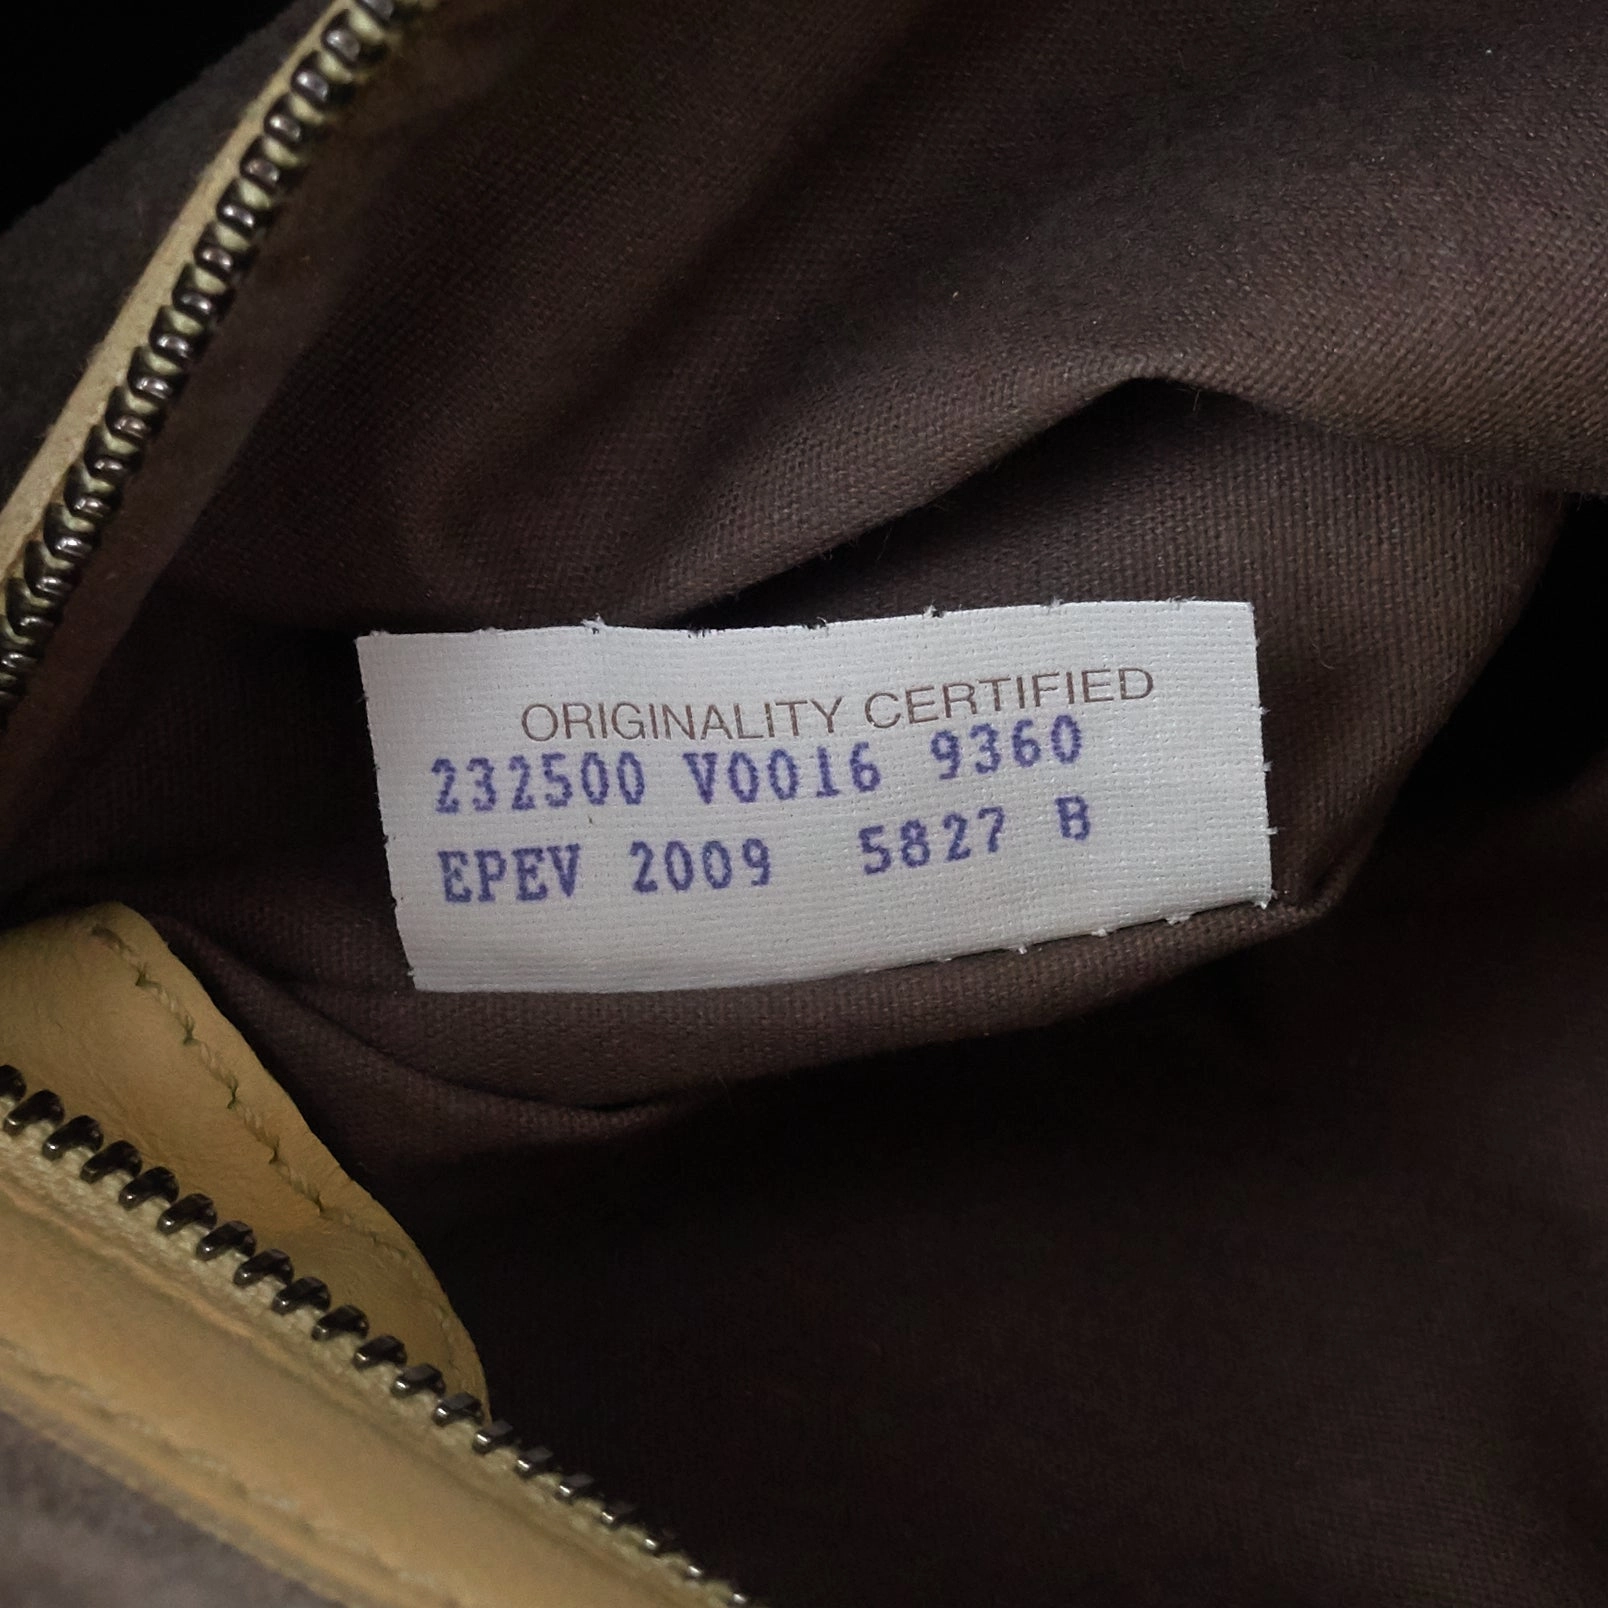 ORIGINALITY CERTIFIED
232500 V0016 9360
EPEV 2009 5827 B